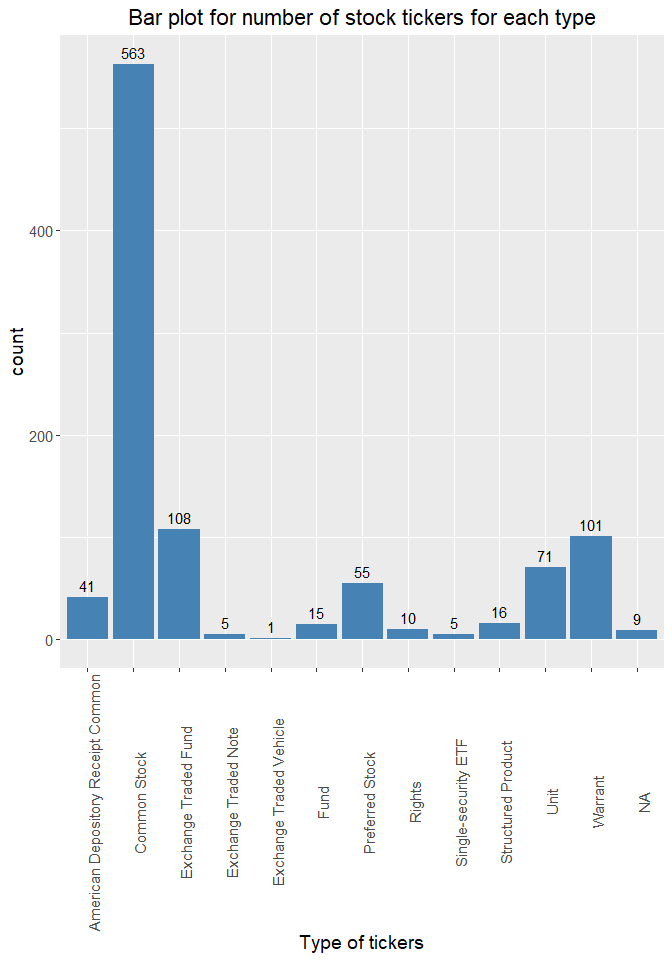 Bar plot for number of stock tickers for each type
count
400
200
0
563
108
101
71
55
41
16
15
10
9
5
5
1
American Depository Receipt Common
Common Stock
Exchange Traded Fund
Exchange Traded Note
Exchange Traded Vehicle
Fund
Preferred Stock
Rights
Single-security ETF
Structured Product
Unit
Warrant
NA
Type of tickers